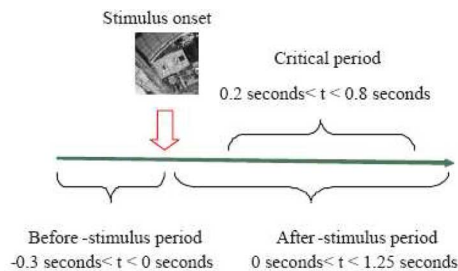 Stimulus onset
Critical period
0.2 seconds< t < 0.8 seconds
Before -stimulus period
-0.3 seconds< t < 0 seconds
After -stimulus period
0 seconds< t < 1.25 seconds